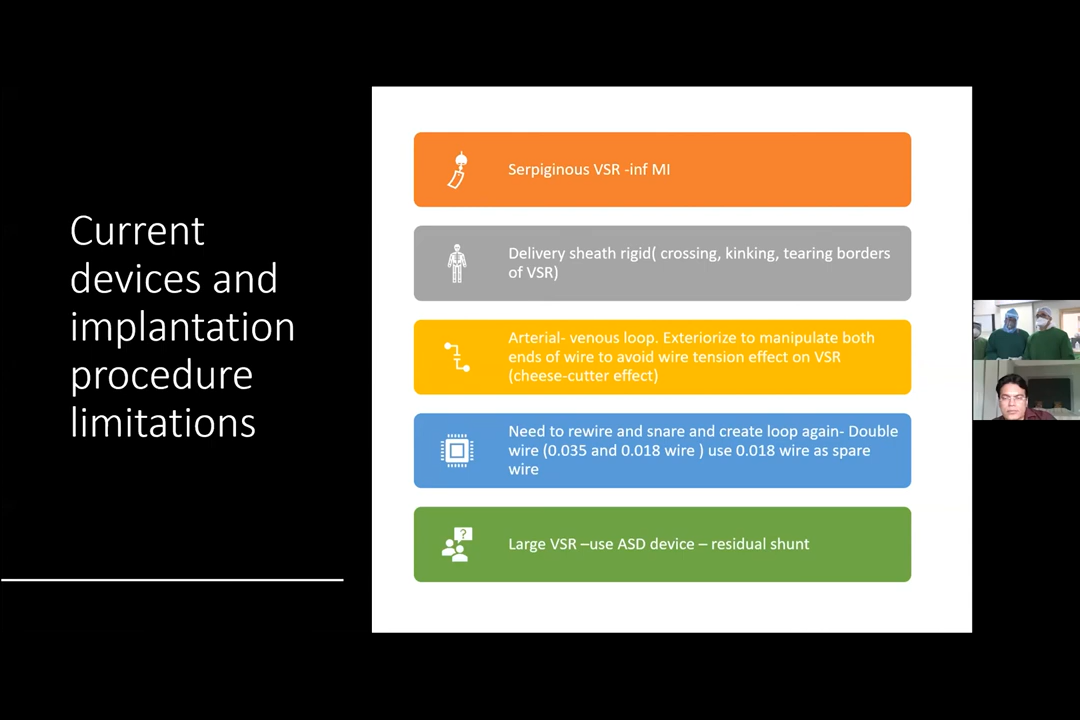 Current
devices and
implantation
procedure
limitations
Serpiginous VSR -inf MI
Delivery sheath rigid( crossing, kinking, tearing borders
of VSR)
Arterial- venous loop. Exteriorize to manipulate both
ends of wire to avoid wire tension effect on VSR
(cheese-cutter effect)
Need to rewire and snare and create loop again- Double
wire (0.035 and 0.018 wire ) use 0.018 wire as spare
wire
?
Large VSR –use ASD device – residual shunt